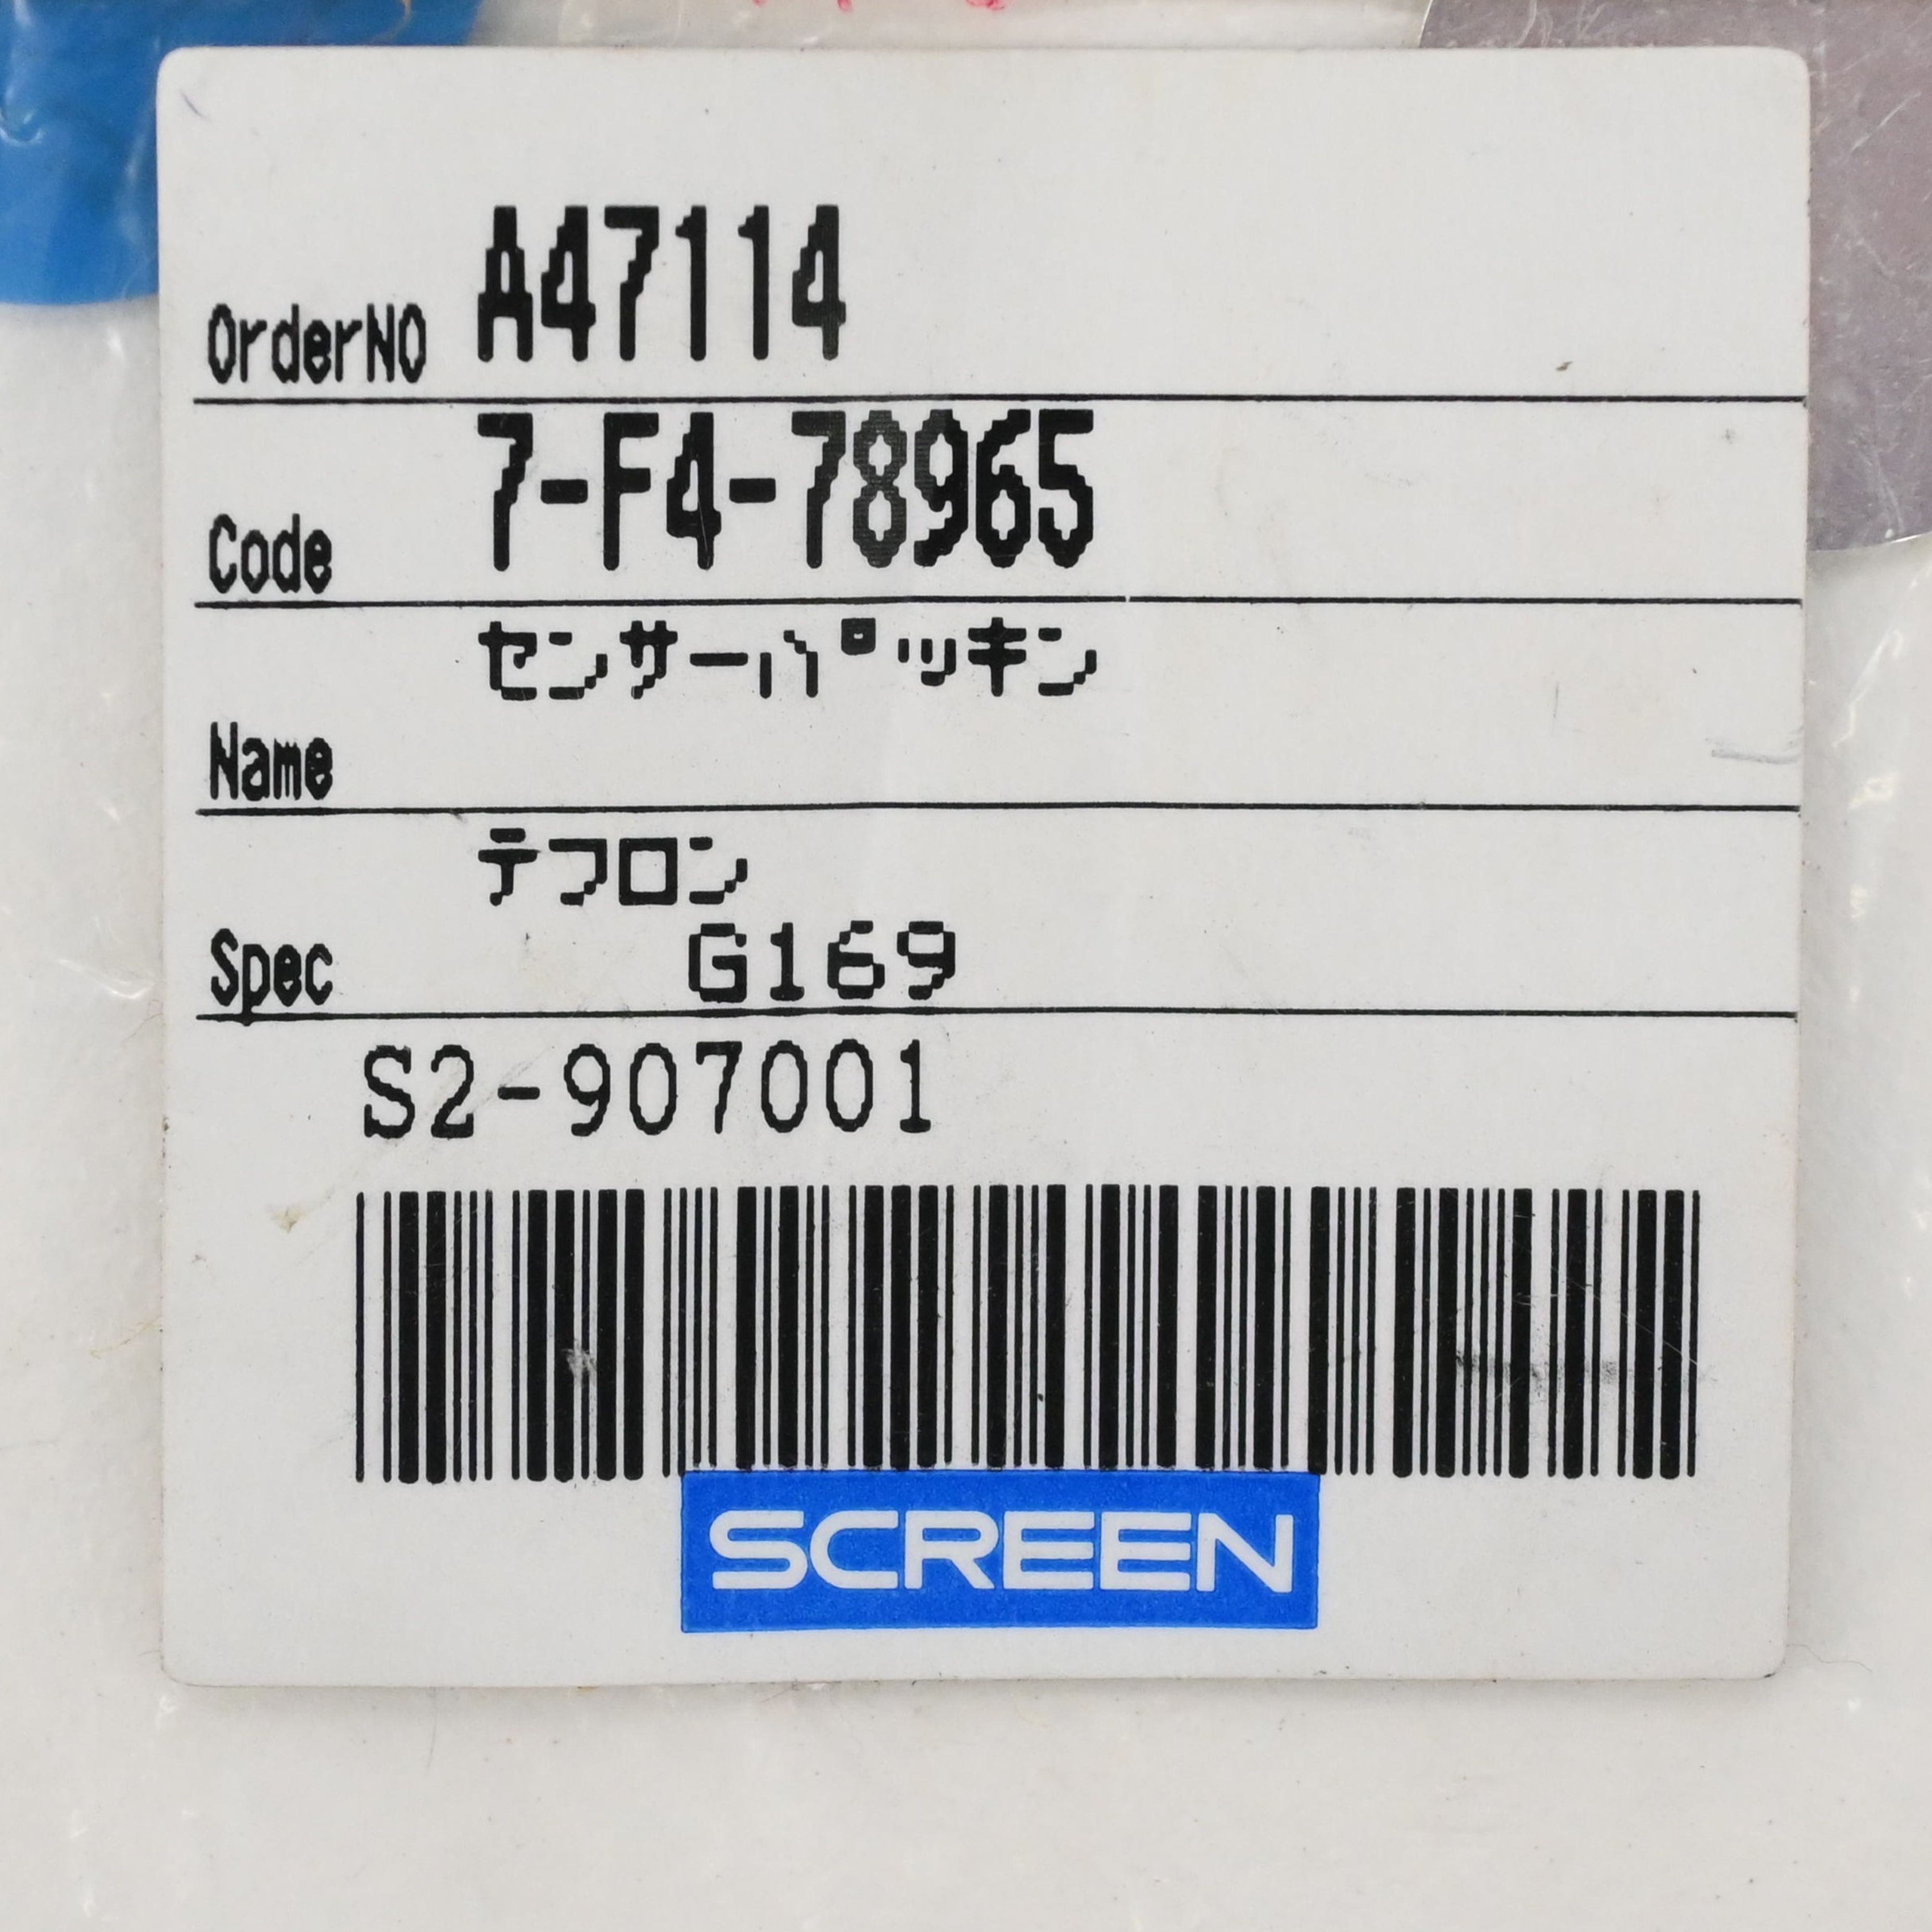 OrderNO A47114
Code 7-F4-78965
センサーパッキン
Name
テフロン
Spec G169
S2-907001
SCREEN